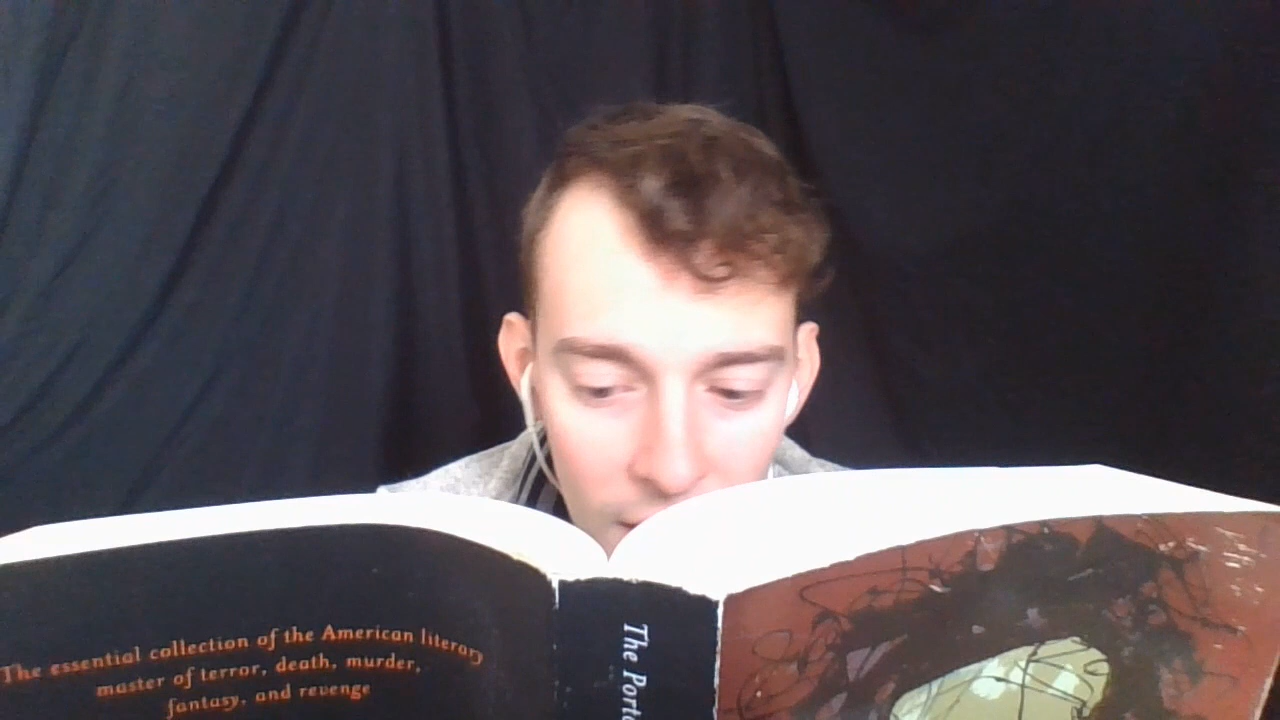 The essential collection of the American literary
master of terror, death, murder,
fantasy, and revenge
The Porta